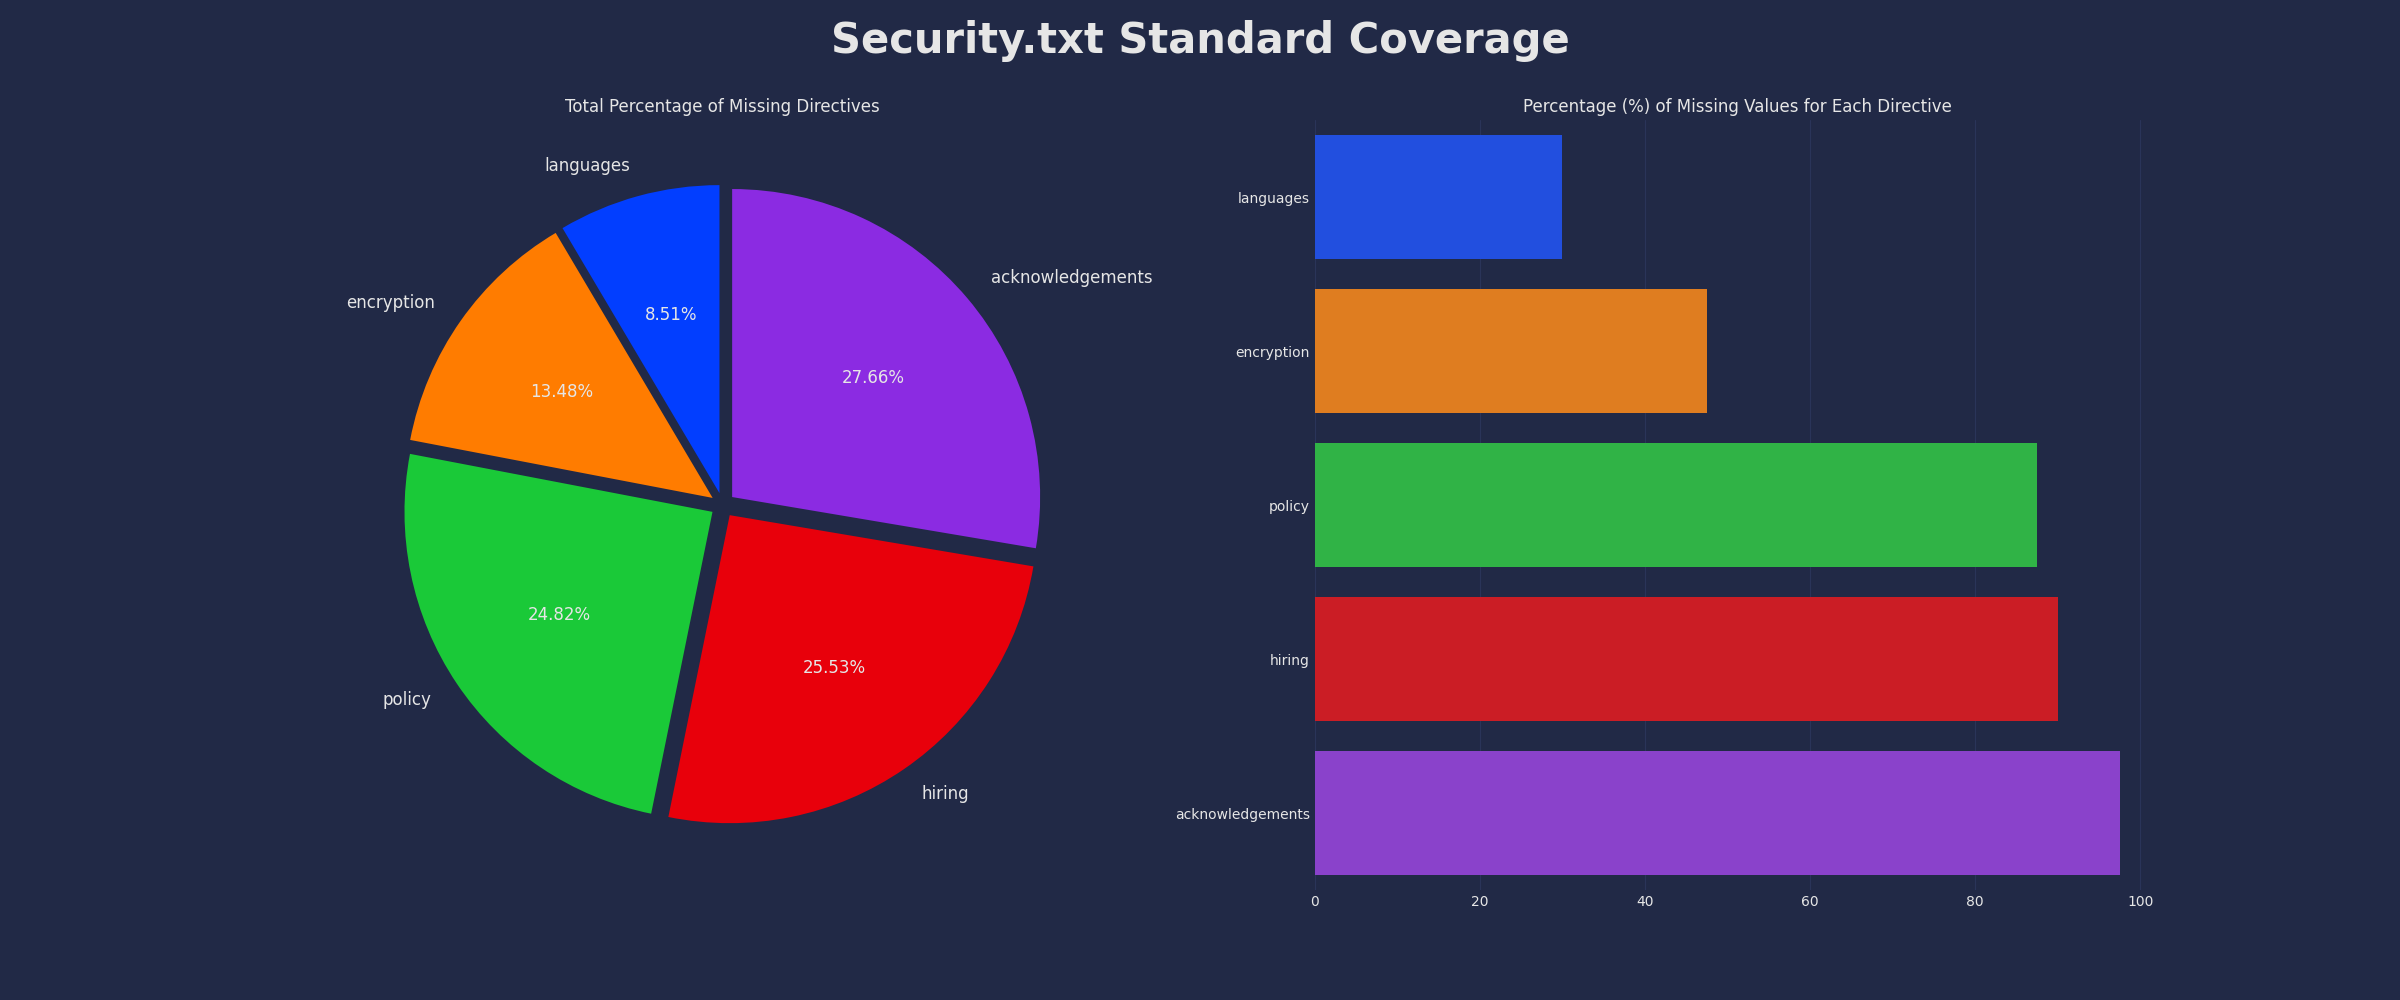 Security.txt Standard Coverage
Total Percentage of Missing Directives
languages
encryption
acknowledgements
policy
hiring
8.51%
13.48%
27.66%
24.82%
25.53%
Percentage (%) of Missing Values for Each Directive
languages
encryption
policy
hiring
acknowledgements
0 20 40 60 80 100